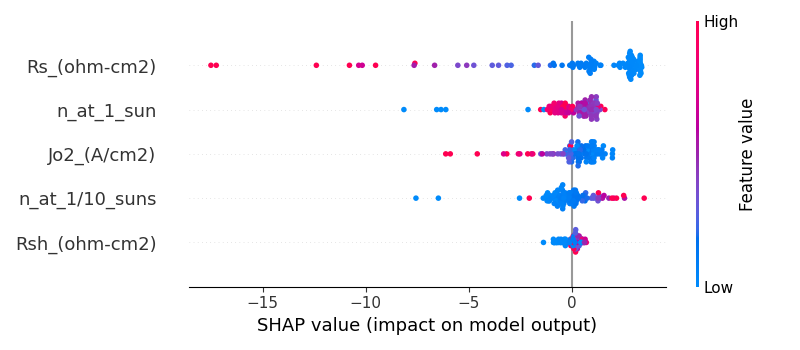 High
Rs_(ohm-cm2)
n_at_1_sun
Jo2_(A/cm2)
n_at_1/10_suns
Rsh_(ohm-cm2)
Feature value
Low
−15 −10 −5 0
SHAP value (impact on model output)